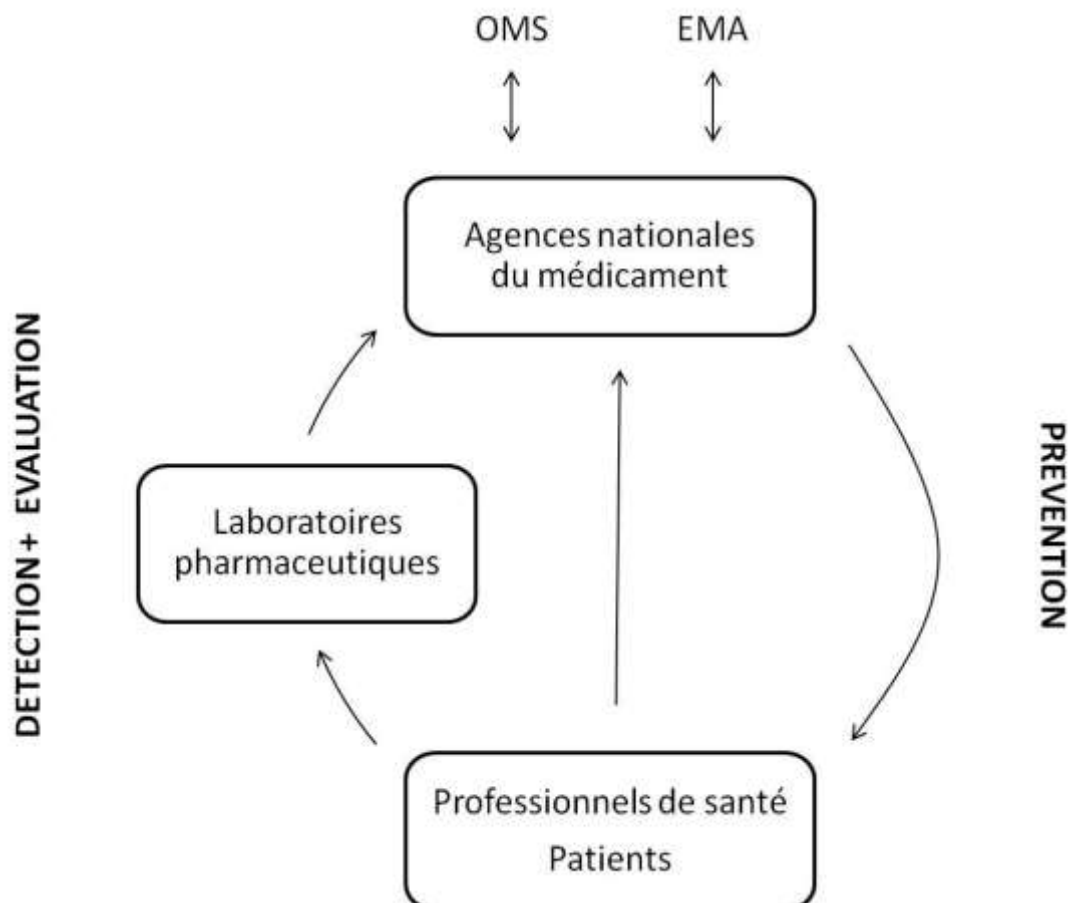 OMS
EMA
Agences nationales
du médicament
DETECTION+ EVALUATION
PREVENTION
Laboratoires
pharmaceutiques
Professionnels de santé
Patients